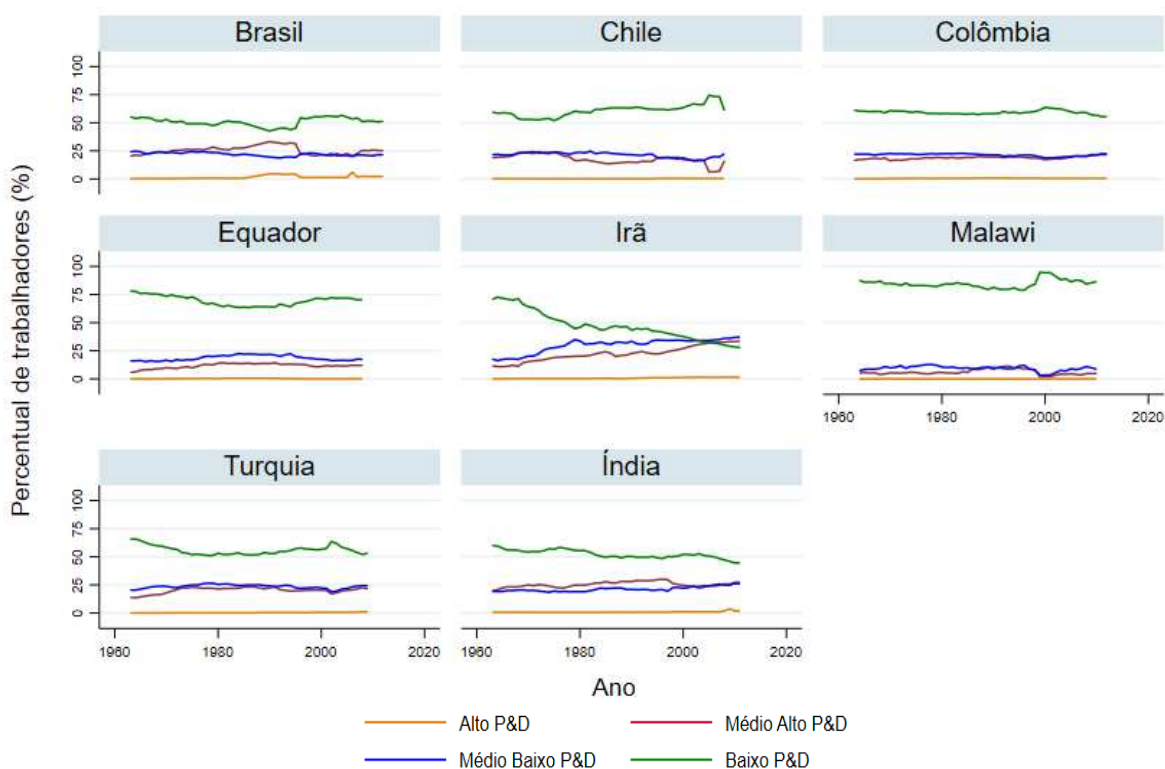 Brasil
Chile
Colômbia
100
75
50
25
0
Equador
Irã
Malawi
100
75
50
25
0
1960 1980 2000 2020
Turquia
Índia
100
75
50
25
0
1960 1980 2000 2020
1960 1980 2000 2020
Percentual de trabalhadores (%)
Ano
Alto P&D
Médio Alto P&D
Médio Baixo P&D
Baixo P&D